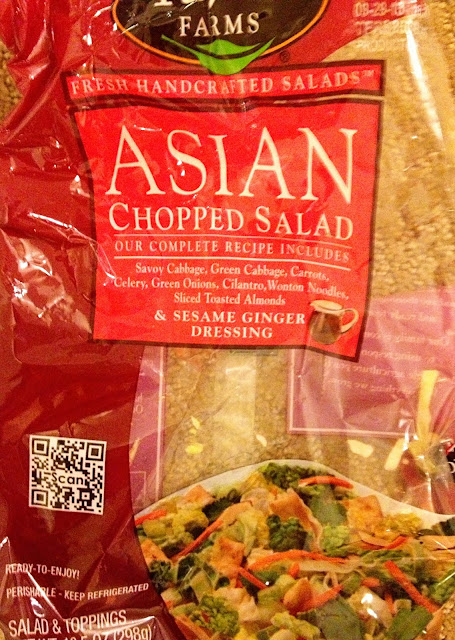 FARMS
FRESH HANDCRAFTED SALADS™
ASIAN
CHOPPED SALAD
OUR COMPLETE RECIPE INCLUDES
Savoy Cabbage, Green Cabbage, Carrots,
Celery, Green Onions, Cilantro, Wonton Noodles,
Sliced Toasted Almonds
& SESAME GINGER
DRESSING
scan
READY-TO-ENJOY!
PERISHABLE - KEEP REFRIGERATED
SALAD & TOPPINGS
(298g)